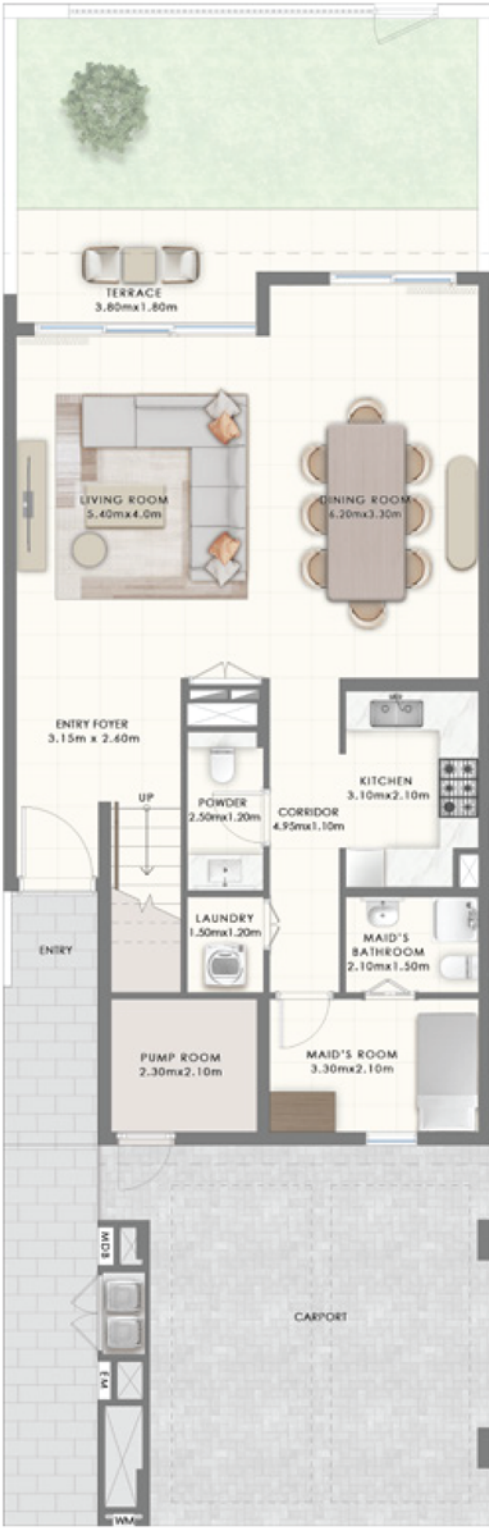 TERRACE
3.80mx1.80m
LIVING ROOM
5.40mx4.0m
DINING ROOM
6.20mx3.30m
ENTRY FOYER
3.15m x 2.60m
UP
KITCHEN
3.10mx2.10m
POWDER
2.50mx1.20m
CORRIDOR
4.95mx1.10m
LAUNDRY
1.50mx1.20m
MAID'S
BATHROOM
2.10mx1.50m
ENTRY
PUMP ROOM
2.30mx2.10m
MAID'S ROOM
3.30mx2.10m
MDB
CARPORT
EM
WM